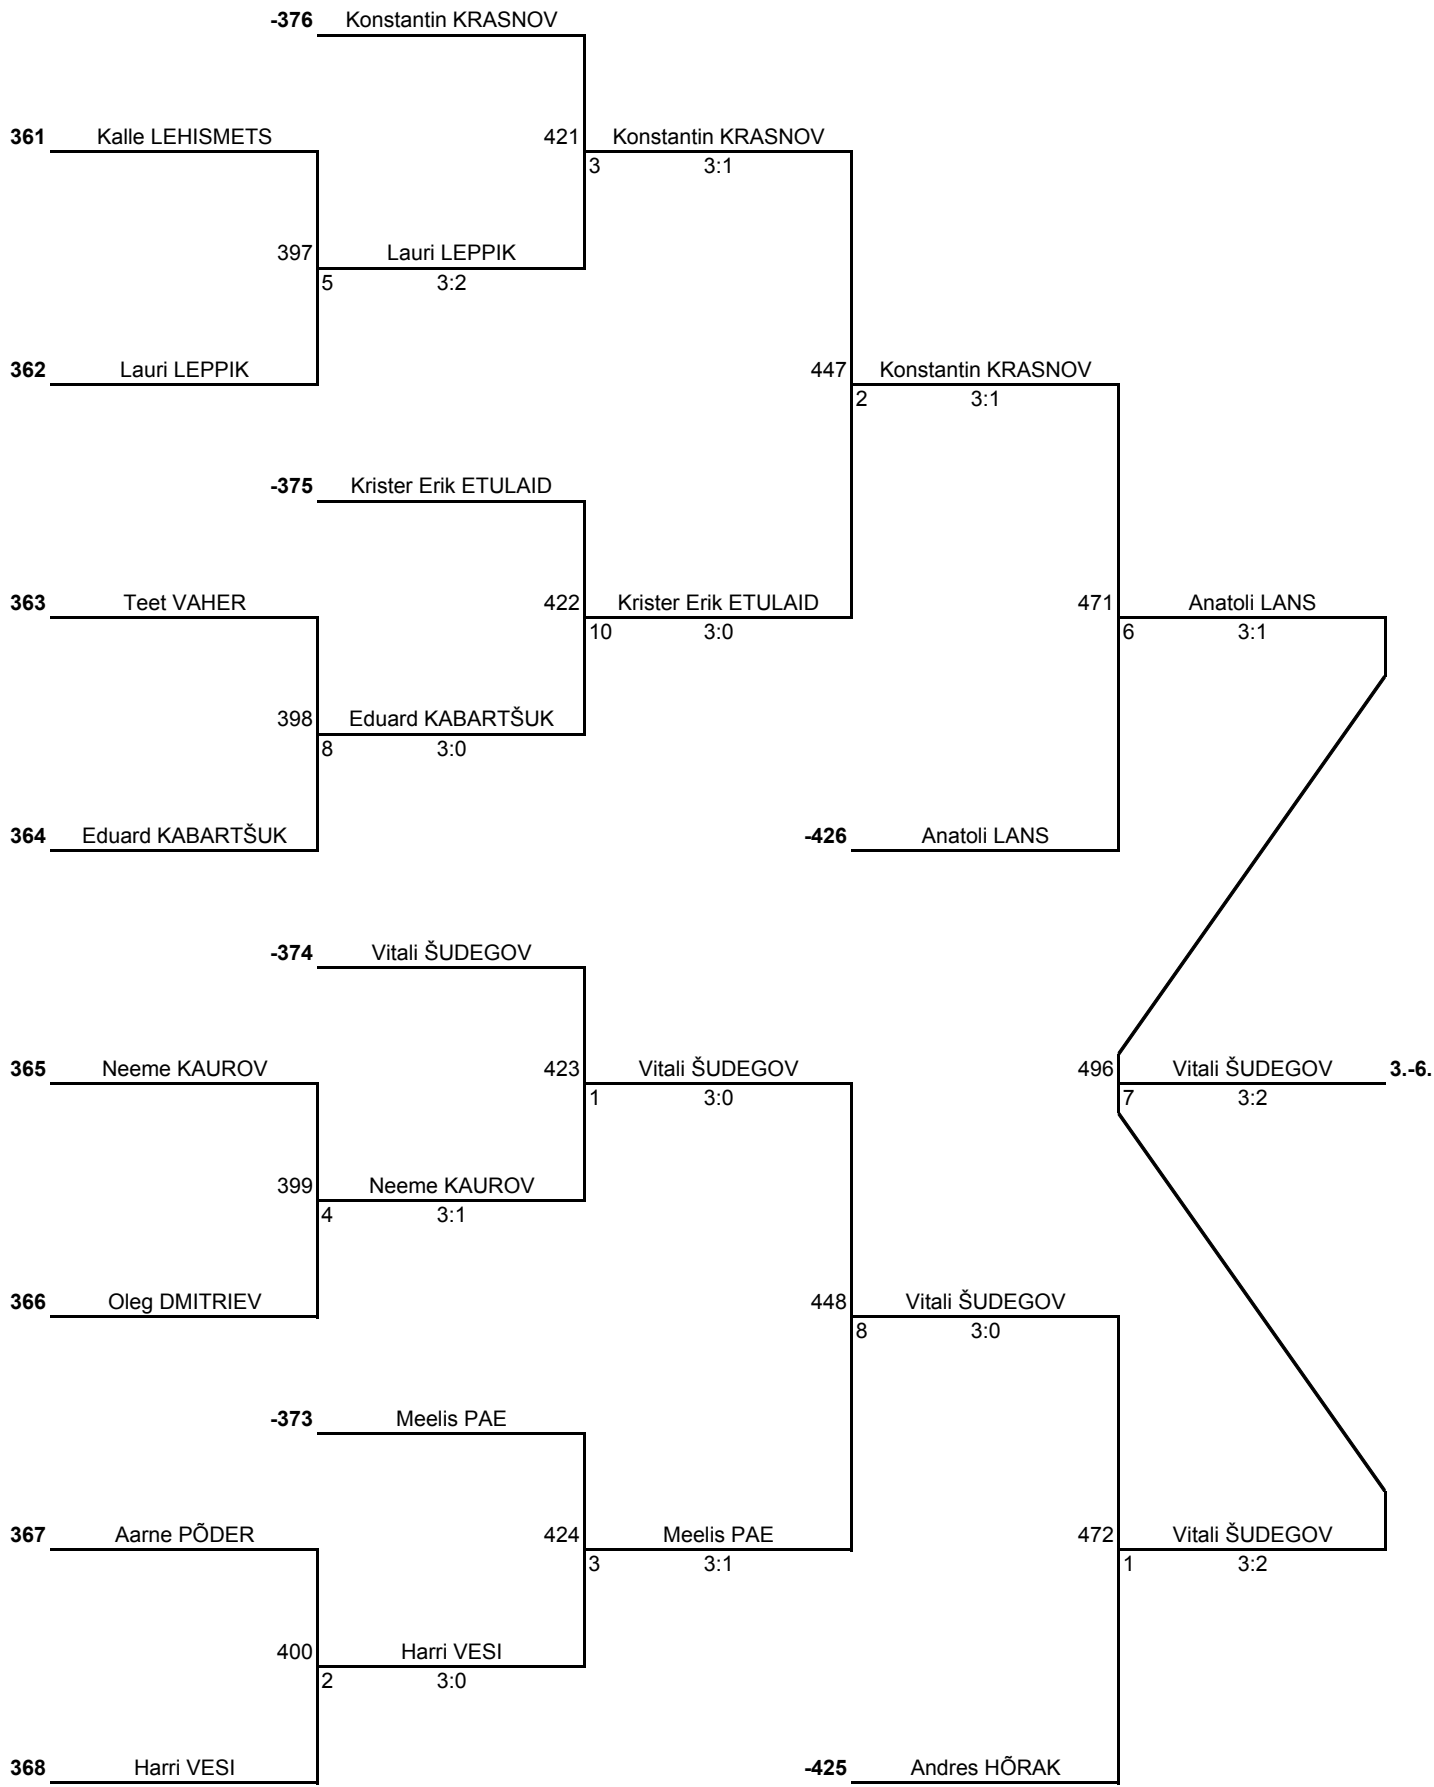 -376 Konstantin KRASNOV
361 Kalle LEHISMETS 421 Konstantin KRASNOV
3 3:1
397 Lauri LEPPIK
5 3:2
362 Lauri LEPPIK 447 Konstantin KRASNOV
2 3:1
-375 Krister Erik ETULAID
363 Teet VAHER 422 Krister Erik ETULAID 471 Anatoli LANS
10 3:0 6 3:1
398 Eduard KABARTŠUK
8 3:0
364 Eduard KABARTŠUK -426 Anatoli LANS
-374 Vitali ŠUDEGOV
365 Neeme KAUROV 423 Vitali ŠUDEGOV 496 Vitali ŠUDEGOV 3.-6.
1 3:0 7 3:2
399 Neeme KAUROV
4 3:1
366 Oleg DMITRIEV 448 Vitali ŠUDEGOV
8 3:0
-373 Meelis PAE
367 Aarne PÕDER 424 Meelis PAE 472 Vitali ŠUDEGOV
3 3:1 1 3:2
400 Harri VESI
2 3:0
368 Harri VESI -425 Andres HÕRAK